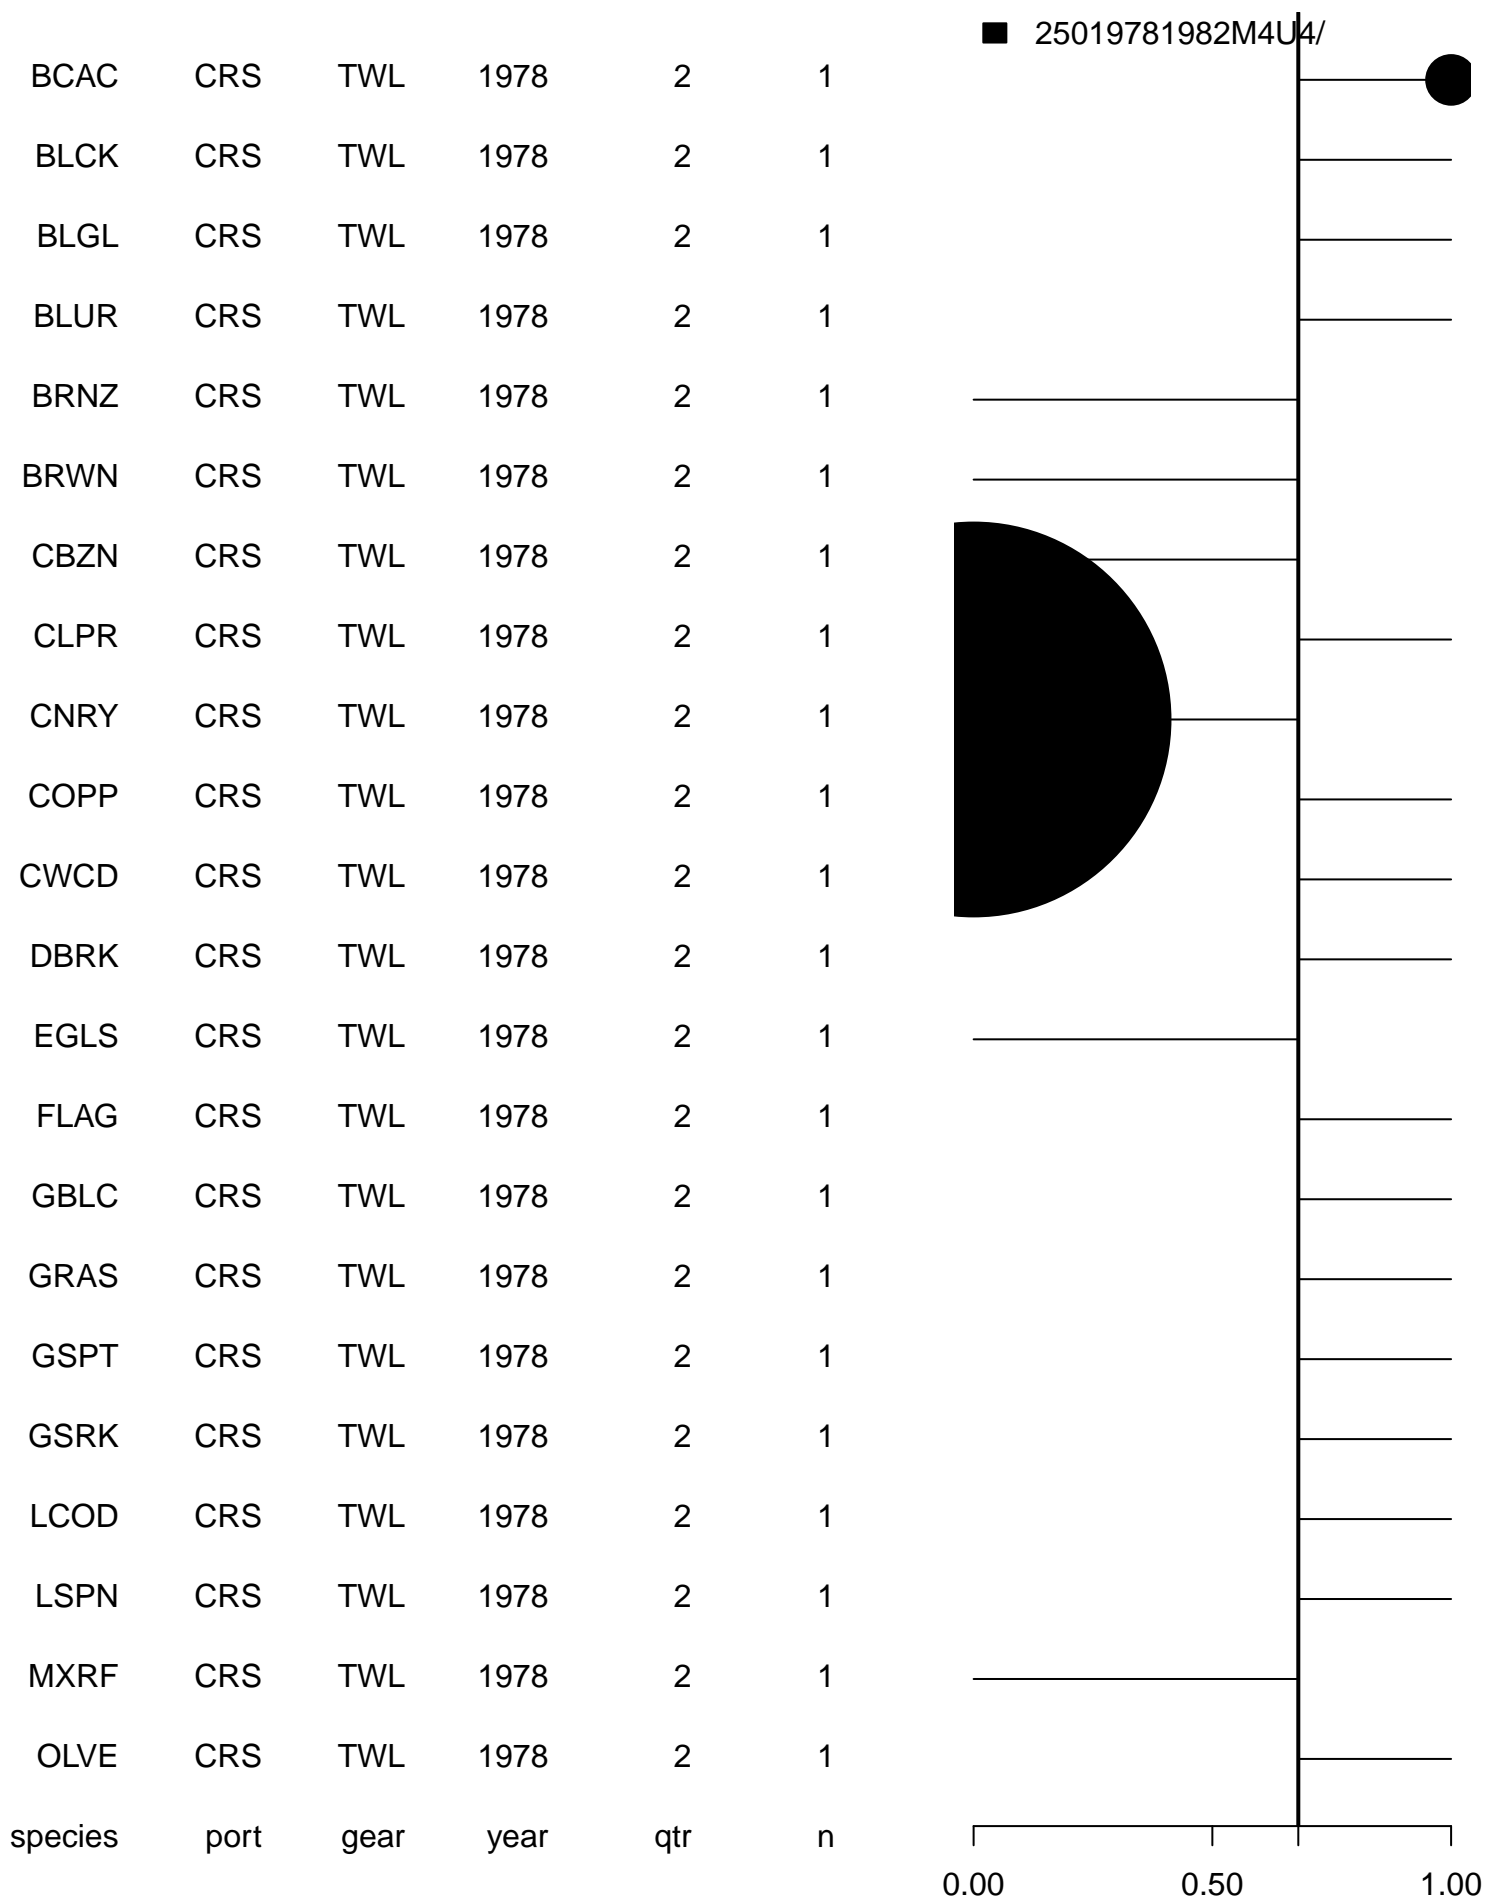 25019781982M4U4/
BCAC CRS TWL 1978 2 1
BLCK CRS TWL 1978 2 1
BLGL CRS TWL 1978 2 1
BLUR CRS TWL 1978 2 1
BRNZ CRS TWL 1978 2 1
BRWN CRS TWL 1978 2 1
CBZN CRS TWL 1978 2 1
CLPR CRS TWL 1978 2 1
CNRY CRS TWL 1978 2 1
COPP CRS TWL 1978 2 1
CWCD CRS TWL 1978 2 1
DBRK CRS TWL 1978 2 1
EGLS CRS TWL 1978 2 1
FLAG CRS TWL 1978 2 1
GBLC CRS TWL 1978 2 1
GRAS CRS TWL 1978 2 1
GSPT CRS TWL 1978 2 1
GSRK CRS TWL 1978 2 1
LCOD CRS TWL 1978 2 1
LSPN CRS TWL 1978 2 1
MXRF CRS TWL 1978 2 1
OLVE CRS TWL 1978 2 1
species port gear year qtr n
0.00 0.50 1.00